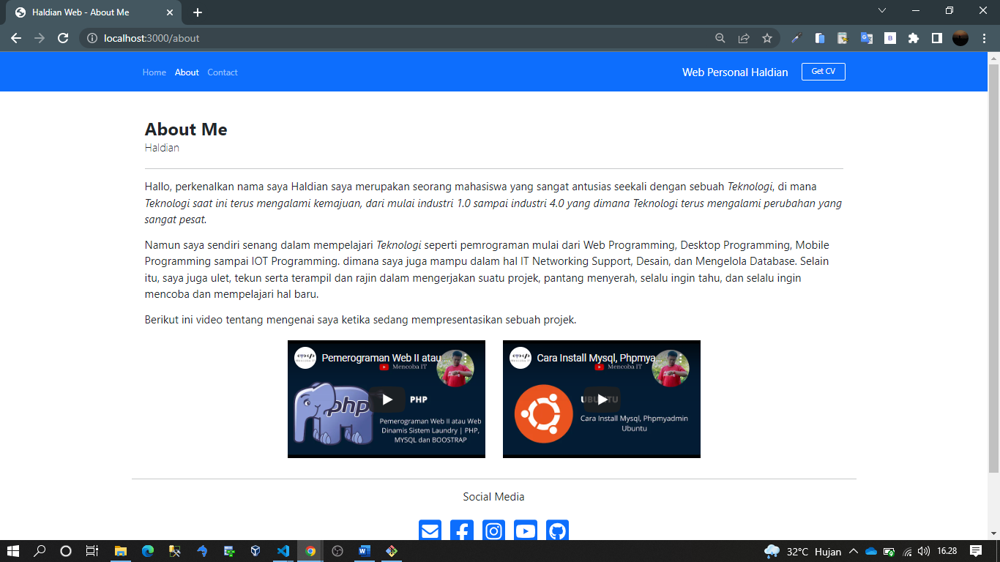 Haldian Web - About Me
localhost:3000/about
Home About Contact Web Personal Haldian Get CV
About Me
Haldian
Hallo, perkenalkan nama saya Haldian saya merupakan seorang mahasiswa yang sangat antusias seekali dengan sebuah Teknologi, di mana
Teknologi saat ini terus mengalami kemajuan, dari mulai industri 1.0 sampai industri 4.0 yang dimana Teknologi terus mengalami perubahan yang
sangat pesat.
Namun saya sendiri senang dalam mempelajari Teknologi seperti pemrograman mulai dari Web Programming, Desktop Programming, Mobile
Programming sampai IOT Programming. dimana saya juga mampu dalam hal IT Networking Support, Desain, dan Mengelola Database. Selain
itu, saya juga ulet, tekun serta terampil dan rajin dalam mengerjakan suatu projek, pantang menyerah, selalu ingin tahu, dan selalu ingin
mencoba dan mempelajari hal baru.
Berikut ini video tentang mengenai saya ketika sedang mempresentasikan sebuah projek.
Pemerograman Web II atau ...
Mencoba IT
php
PHP
Pemerograman Web II atau Web
Dinamis Sistem Laundry | PHP,
MYSQL dan BOOSTRAP
Cara Install Mysql, Phpmya...
Mencoba IT
UBUNTU
Cara Install Mysql, Phpmyadmin
Ubuntu
Social Media
32°C Hujan 16.28